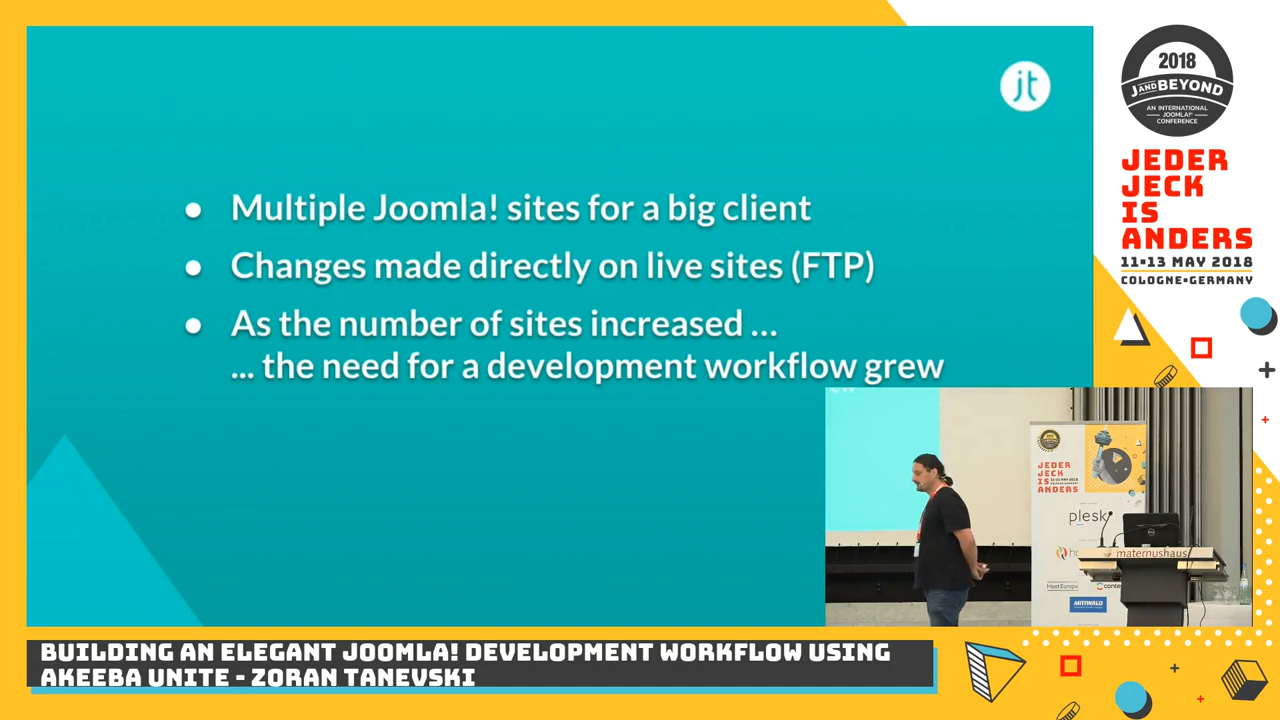 jt
• Multiple Joomla! sites for a big client
• Changes made directly on live sites (FTP)
• As the number of sites increased ...
... the need for a development workflow grew
2018
J AND BEYOND
AN INTERNATIONAL
JOOMLA!
CONFERENCE
JEDER
JECK
IS
ANDERS
11-13 MAY 2018
COLOGNE•GERMANY
JEDER
JECK
IS
ANDERS
plesk
HostEurope
MITTWALD
maternushaus
BUILDING AN ELEGANT JOOMLA! DEVELOPMENT WORKFLOW USING
AKEEBA UNITE - ZORAN TANEVSKI